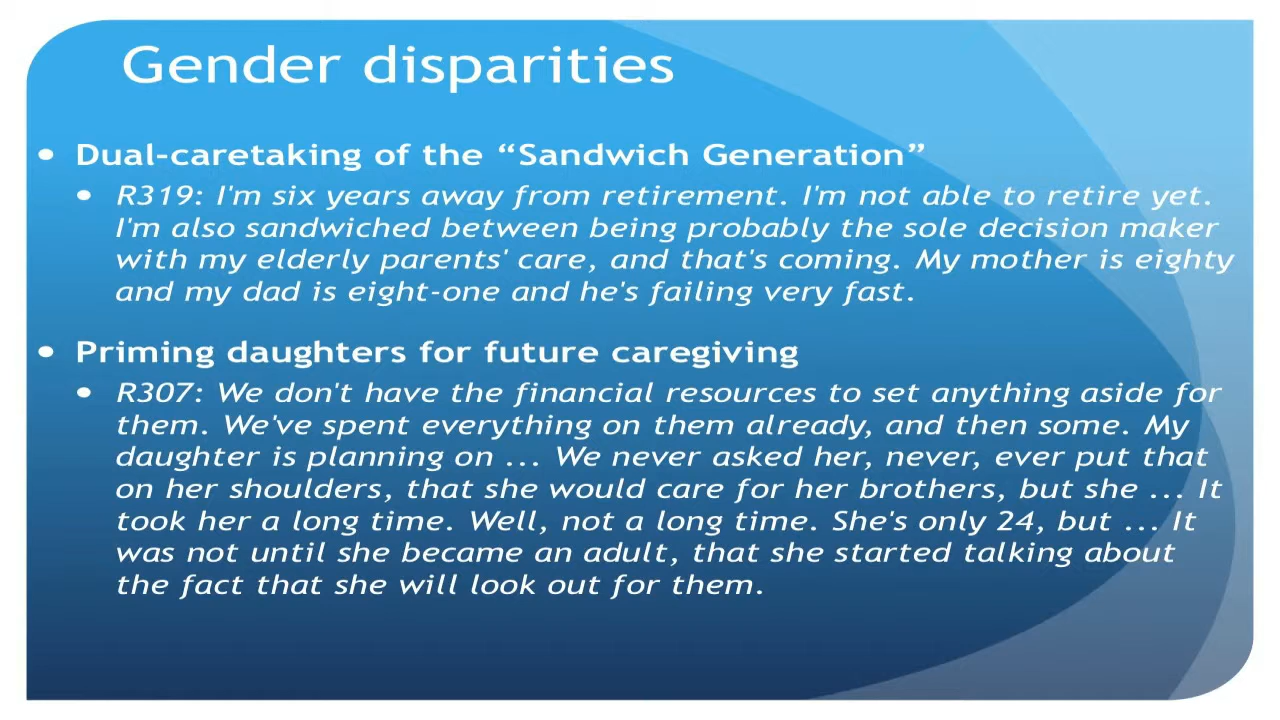 Gender disparities
• Dual-caretaking of the “Sandwich Generation”
• R319: I'm six years away from retirement. I'm not able to retire yet.
I'm also sandwiched between being probably the sole decision maker
with my elderly parents' care, and that's coming. My mother is eighty
and my dad is eight-one and he's failing very fast.
• Priming daughters for future caregiving
• R307: We don't have the financial resources to set anything aside for
them. We've spent everything on them already, and then some. My
daughter is planning on ... We never asked her, never, ever put that
on her shoulders, that she would care for her brothers, but she ... It
took her a long time. Well, not a long time. She's only 24, but ... It
was not until she became an adult, that she started talking about
the fact that she will look out for them.